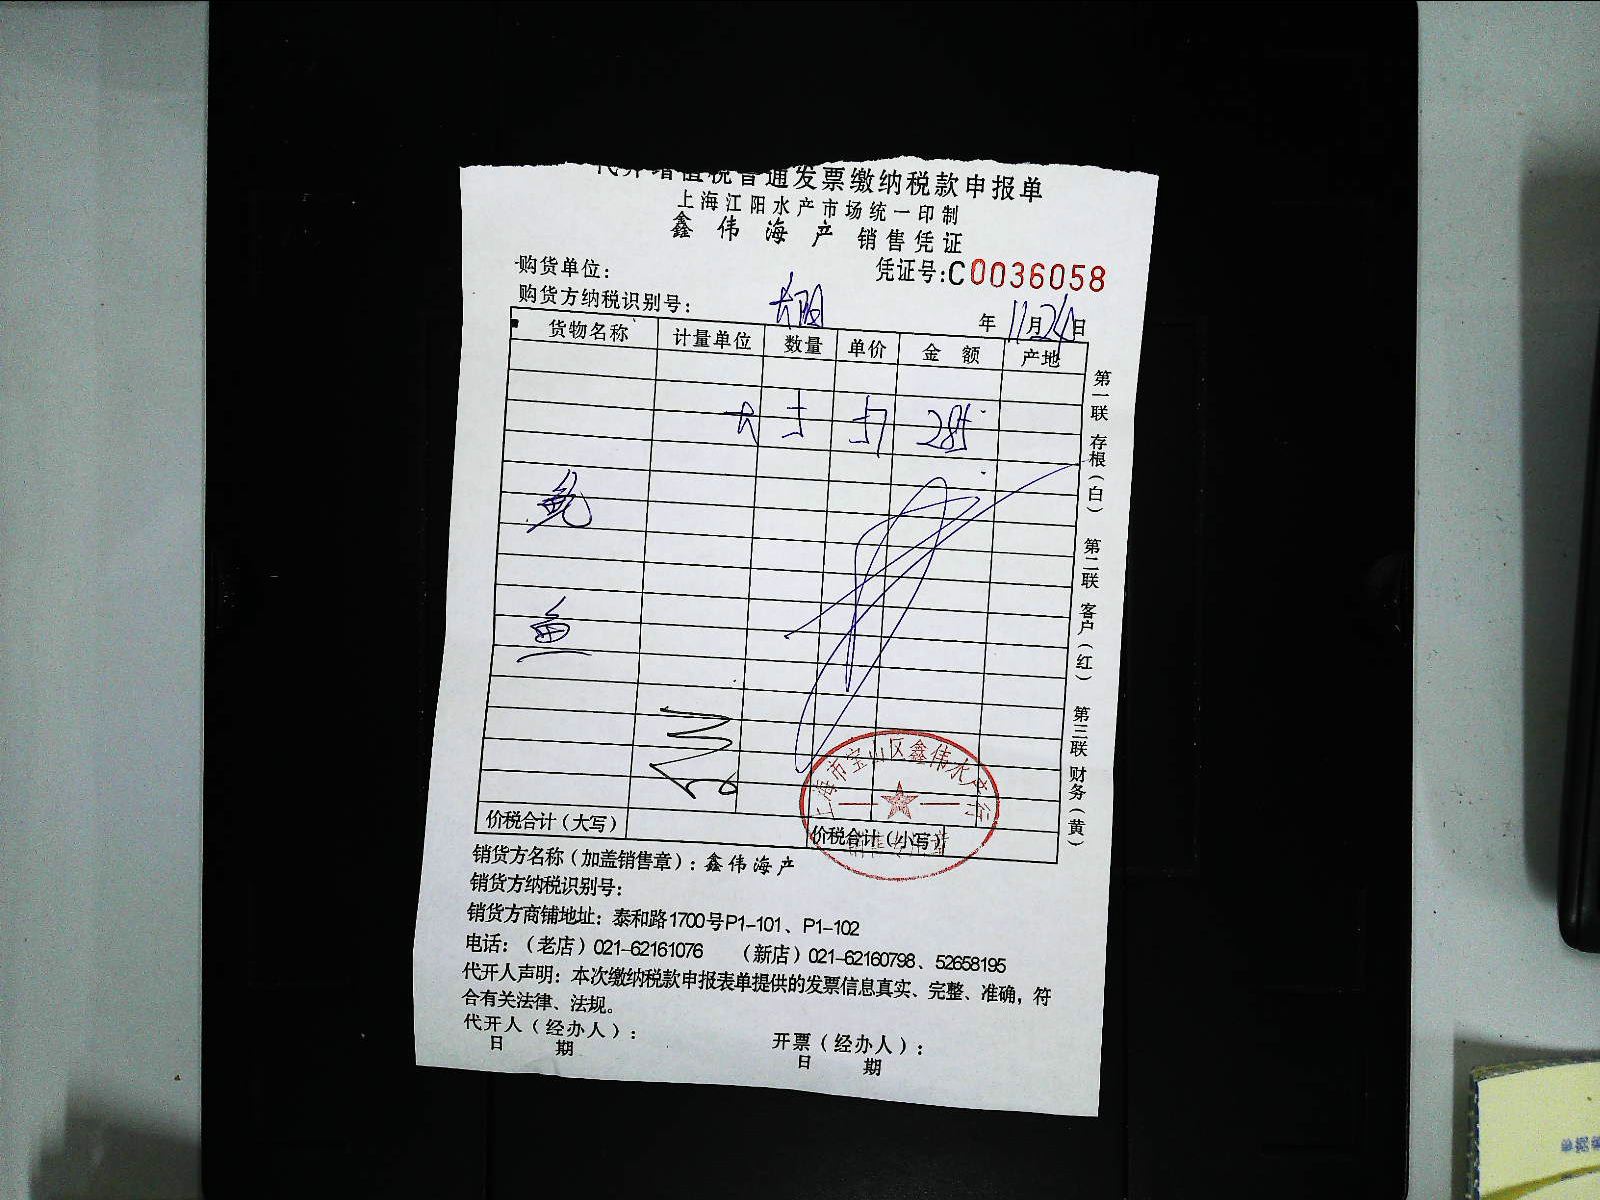 代开增值税普通发票缴纳税款申报单
上海江阳水产市场统一印制
鑫伟海产销售凭证
购货单位：
凭证号:C0036058
购货方纳税识别号：
年11月24日
货物名称 计量单位 数量 单价 金额 产地
285
鲍
鱼
价税合计（大写） 价税合计（小写）
上海市宝山区鑫伟水产行
第一联 存根（白） 第二联 客户（红） 第三联 财务（黄）
销货方名称（加盖销售章）：鑫伟海产
销货方纳税识别号：
销货方商铺地址：泰和路1700号P1-101、P1-102
电话：（老店）021-62161076 （新店）021-62160798、52658195
代开人声明：本次缴纳税款申报表单提供的发票信息真实、完整、准确，符
合有关法律、法规。
代开人（经办人）： 开票（经办人）：
日 期 日 期